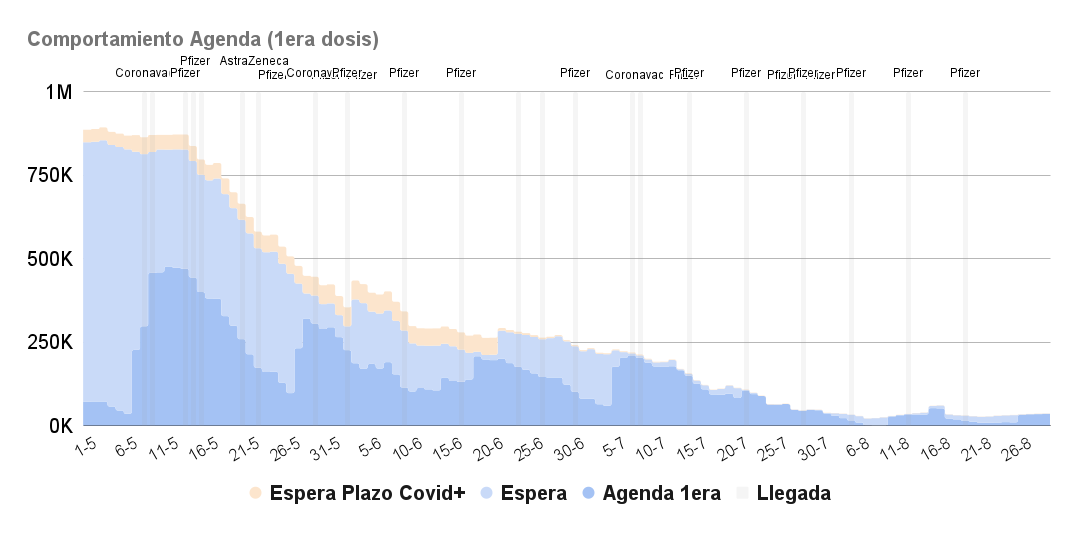 Comportamiento Agenda (1era dosis)
Pfizer AstraZeneca
Coronava Pfizer Pfizer Coronav Pfizer Pfizer Pfizer Pfizer Coronavac Pfizer Pfizer Pfizer Pfizer Pfizer Pfizer
1M
750K
500K
250K
0K
1-5 6-5 11-5 16-5 21-5 26-5 31-5 5-6 10-6 15-6 20-6 25-6 30-6 5-7 10-7 15-7 20-7 25-7 30-7 6-8 11-8 16-8 21-8 26-8
Espera Plazo Covid+ Espera Agenda 1era Llegada